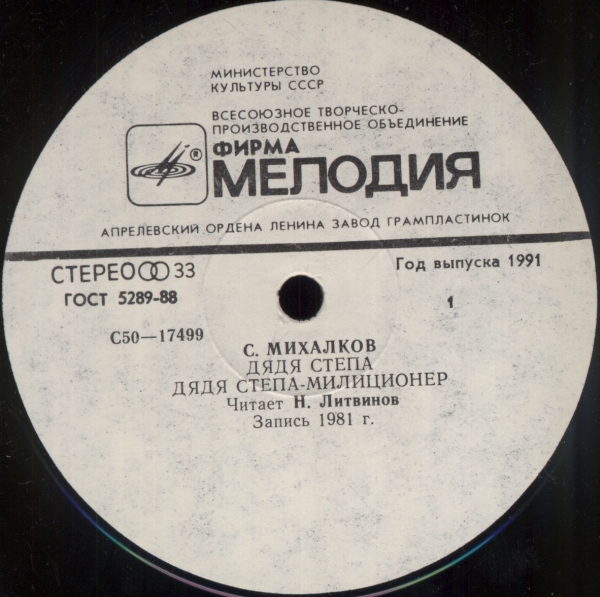 МИНИСТЕРСТВО
КУЛЬТУРЫ СССР
ВСЕСОЮЗНОЕ ТВОРЧЕСКО-
ПРОИЗВОДСТВЕННОЕ ОБЪЕДИНЕНИЕ
®
ФИРМА
МЕЛОДИЯ
АПРЕЛЕВСКИЙ ОРДЕНА ЛЕНИНА ЗАВОД ГРАМПЛАСТИНОК
СТЕРЕО 33
Год выпуска 1991
ГОСТ 5289-88
1
С50—17499
С. МИХАЛКОВ
ДЯДЯ СТЕПА
ДЯДЯ СТЕПА-МИЛИЦИОНЕР
Читает Н. Литвинов
Запись 1981 г.